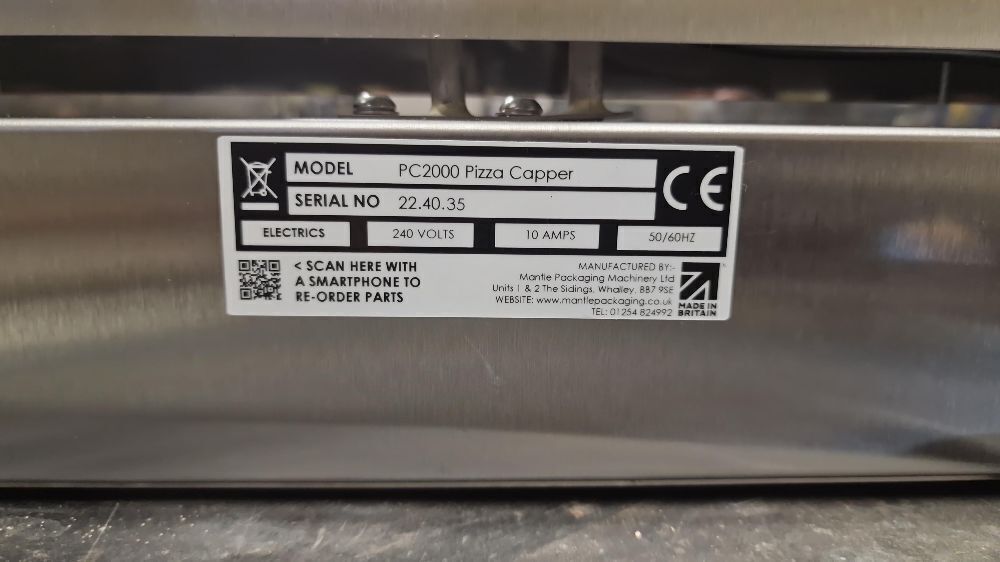 MODEL PC2000 Pizza Capper
SERIAL NO 22.40.35
CE
ELECTRICS 240 VOLTS 10 AMPS 50/60HZ
< SCAN HERE WITH
A SMARTPHONE TO
RE-ORDER PARTS
MANUFACTURED BY:-
Mantle Packaging Machinery Ltd
Units 1 & 2 The Sidings, Whalley, BB7 9SE
WEBSITE: www.mantlepackaging.co.uk
TEL: 01254 824992
MADE IN
BRITAIN